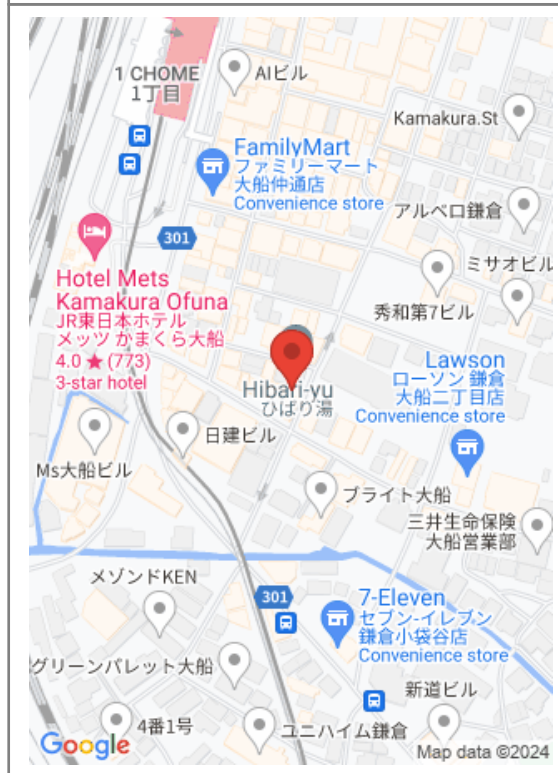 1 CHOME
1丁目
AIビル
Kamakura.St
FamilyMart
ファミリーマート
大船仲通店
Convenience store
アルベロ鎌倉
301
ミサオビル
Hotel Mets
Kamakura Ofuna
JR東日本ホテル
メッツ かまくら大船
4.0 ★ (773)
3-star hotel
秀和第7ビル
Lawson
ローソン 鎌倉
大船二丁目店
Convenience store
Hibari-yu
ひばり湯
日建ビル
Ms大船ビル
ブライト大船
三井生命保険
大船営業部
メゾンドKEN
301
7-Eleven
セブン-イレブン
鎌倉小袋谷店
Convenience store
グリーンパレット大船
新道ビル
4番1号
ユニハイム鎌倉
Google
Map data ©2024